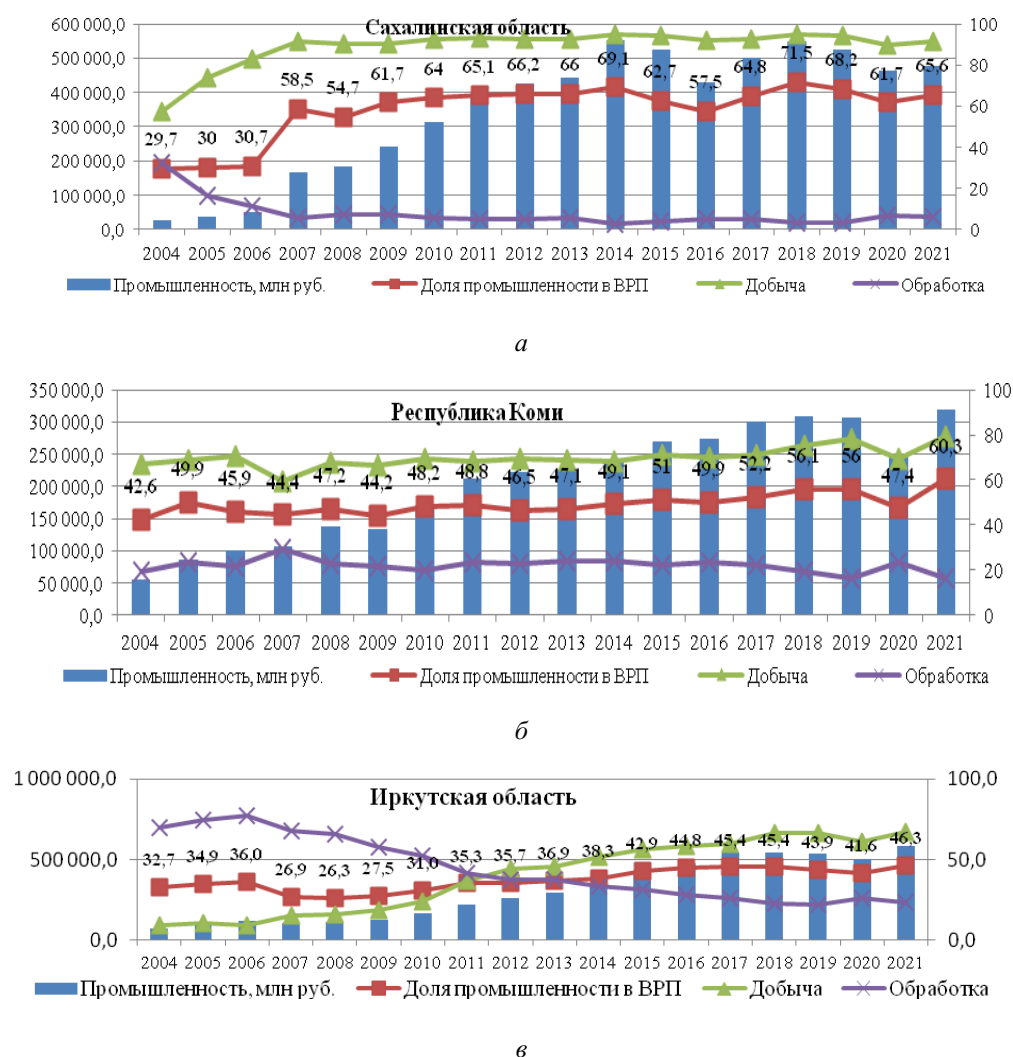 Сахалинская область
600 000,0 100
500 000,0 80
400 000,0 60
300 000,0
200 000,0 40
100 000,0 20
0,0 0
29,7 30 30,7 58,5 54,7 61,7 64 65,1 66,2 66 69,1 62,7 57,5 64,8 71,5 68,2 61,7 65,6
2004 2005 2006 2007 2008 2009 2010 2011 2012 2013 2014 2015 2016 2017 2018 2019 2020 2021
Промышленность, млн руб. Доля промышленности в ВРП Добыча Обработка
а
Республика Коми
350 000,0 100
300 000,0 80
250 000,0
200 000,0 60
150 000,0 40
100 000,0
50 000,0 20
0,0 0
42,6 49,9 45,9 44,4 47,2 44,2 48,2 48,8 46,5 47,1 49,1 51 49,9 52,2 56,1 56 47,4 60,3
2004 2005 2006 2007 2008 2009 2010 2011 2012 2013 2014 2015 2016 2017 2018 2019 2020 2021
Промышленность, млн руб. Доля промышленности в ВРП Добыча Обработка
б
Иркутская область
1 000 000,0 100,0
500 000,0 50,0
0,0 0,0
32,7 34,9 36,0 26,9 26,3 27,5 31,0 35,3 35,7 36,9 38,3 42,9 44,8 45,4 45,4 43,9 41,6 46,3
2004 2005 2006 2007 2008 2009 2010 2011 2012 2013 2014 2015 2016 2017 2018 2019 2020 2021
Промышленность, млн руб. Доля промышленности в ВРП Добыча Обработка
в